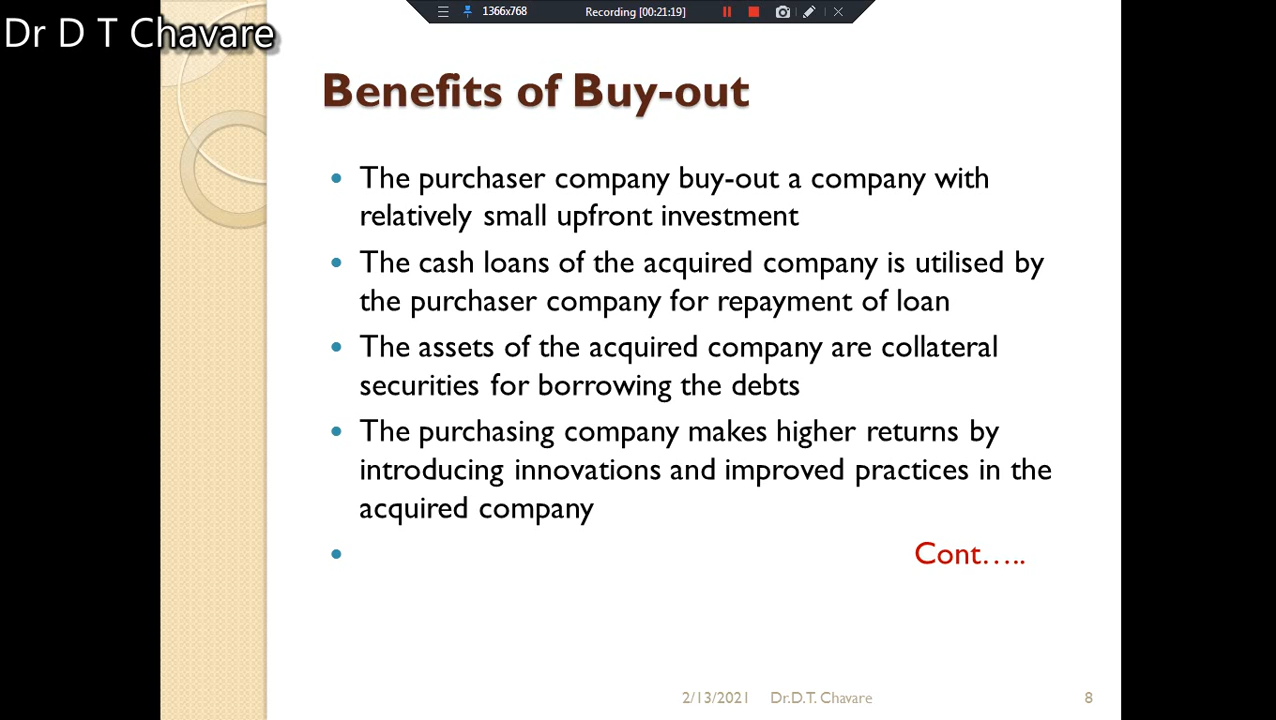 1366x768 Recording [00:21:19]
Dr D T Chavare
Benefits of Buy-out
The purchaser company buy-out a company with
relatively small upfront investment
The cash loans of the acquired company is utilised by
the purchaser company for repayment of loan
The assets of the acquired company are collateral
securities for borrowing the debts
The purchasing company makes higher returns by
introducing innovations and improved practices in the
acquired company
Cont…..
2/13/2021 Dr.D.T. Chavare 8